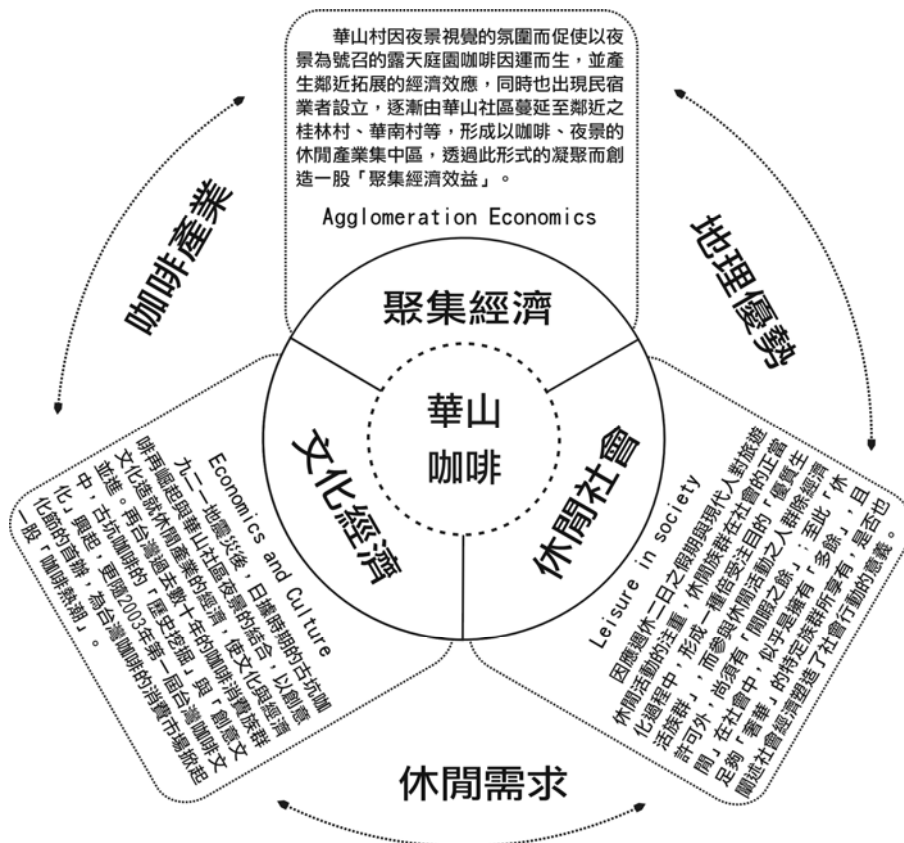 華山村因夜景視覺的氛圍而促使以夜
景為號召的露天庭園咖啡因運而生，並產
生鄰近拓展的經濟效應，同時也出現民宿
業者設立，逐漸由華山社區蔓延至鄰近之
桂林村、華南村等，形成以咖啡、夜景的
休閒產業集中區，透過此形式的凝聚而創
造一股「聚集經濟效益」。
Agglomeration Economics
咖啡產業
地理優勢
聚集經濟
華山
咖啡
文化經濟
休閒社會
Economics and Culture
九二一地震災後，日據時期的古坑咖
啡再崛起與華山社區夜景的結合，以創意
文化造就休閒產業的經濟，使文化與經濟
並進。再台灣過去數十年的咖啡消費族群
中，古坑咖啡的「歷史挖掘」與「創意文
化」興起，更隨2003年第一屆台灣咖啡文
化節的首辦，為台灣咖啡的消費市場掀起
一股「咖啡熱潮」。
Leisure in society
因應週休二日之假期與現代人對旅遊
休閒活動的注重，休閒族群在社會的正當
化過程中，形成一種倍受注目的「優質生
活族群」，而參與休閒活動之人群除經濟
許可外，尚須有「閒暇之餘」；至此「休
閒」在社會中，似乎是擁有「多餘」，且
足夠「奢華」的特定族群所享有，是否也
闡述社會經濟塑造了社會行動的意義。
休閒需求